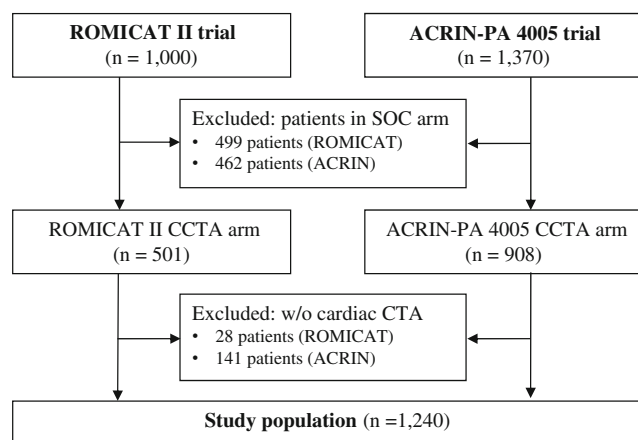 ROMICAT II trial
(n = 1,000)
ACRIN-PA 4005 trial
(n = 1,370)
Excluded: patients in SOC arm
• 499 patients (ROMICAT)
• 462 patients (ACRIN)
ROMICAT II CCTA arm
(n = 501)
ACRIN-PA 4005 CCTA arm
(n = 908)
Excluded: w/o cardiac CTA
• 28 patients (ROMICAT)
• 141 patients (ACRIN)
Study population (n =1,240)